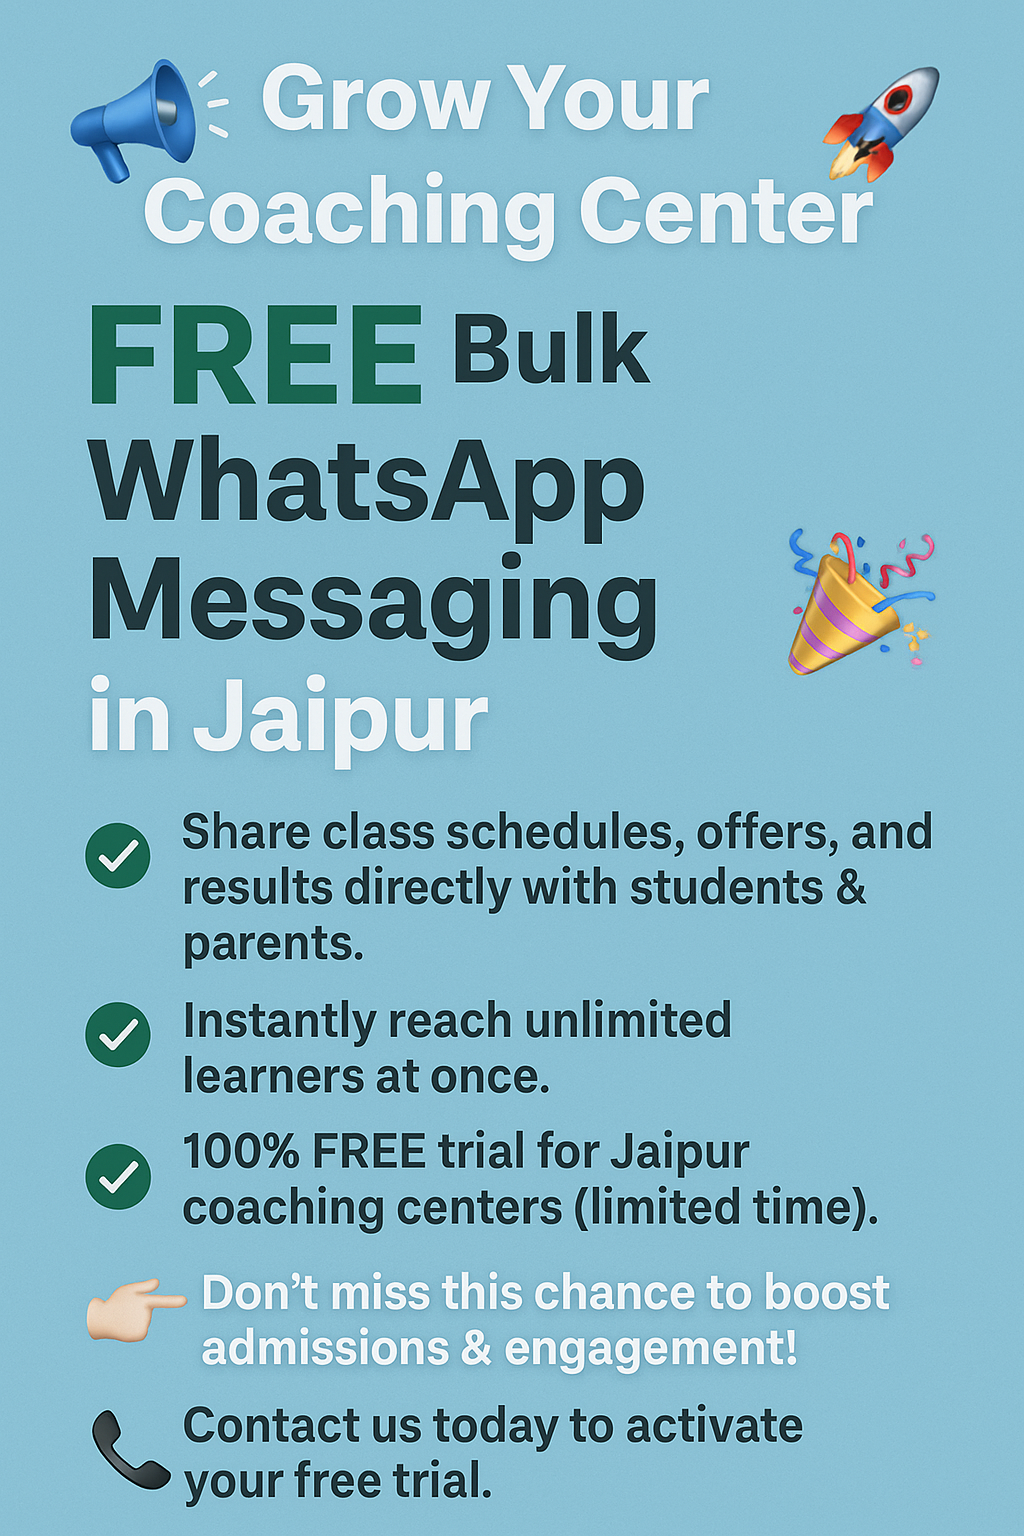 Grow Your
Coaching Center
FREE Bulk
WhatsApp
Messaging
in Jaipur
Share class schedules, offers, and
results directly with students &
parents.
Instantly reach unlimited
learners at once.
100% FREE trial for Jaipur
coaching centers (limited time).
Don’t miss this chance to boost
admissions & engagement!
Contact us today to activate
your free trial.